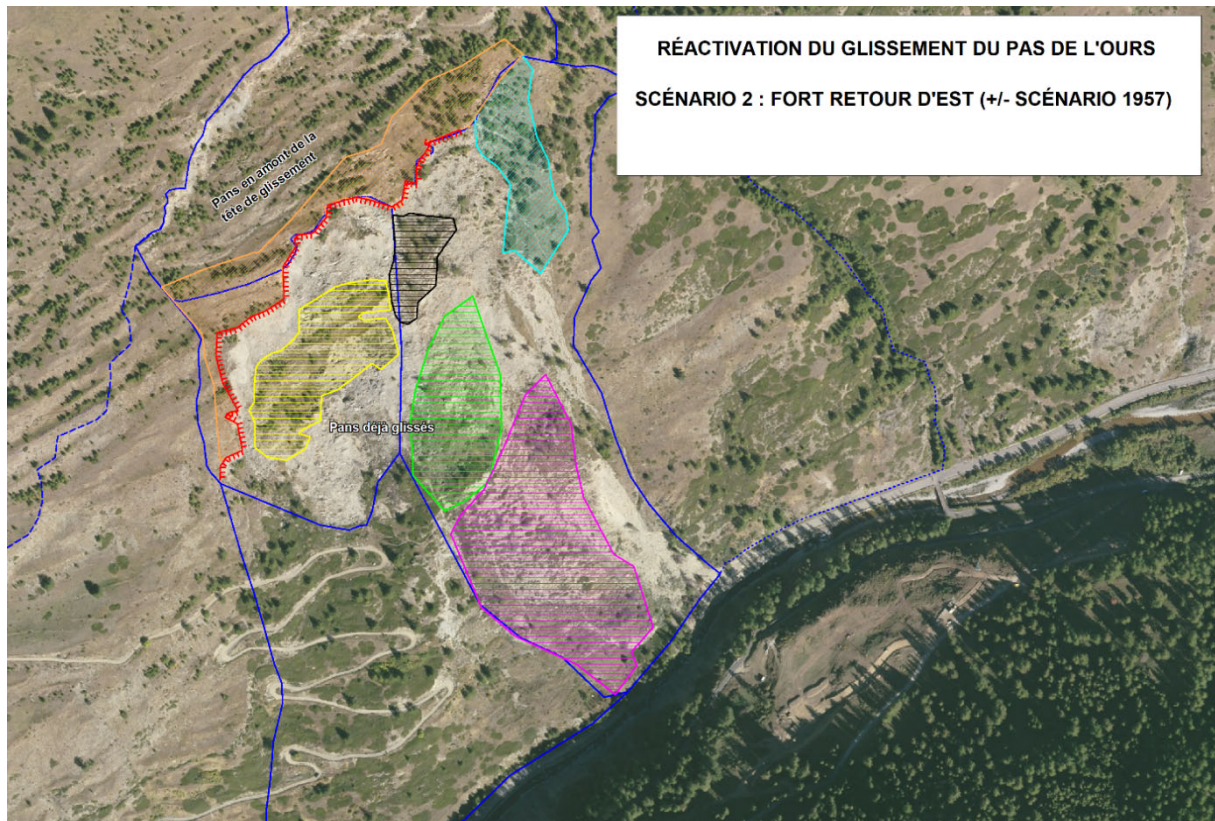 RÉACTIVATION DU GLISSEMENT DU PAS DE L'OURS
SCÉNARIO 2 : FORT RETOUR D'EST (+/- SCÉNARIO 1957)
Pans en amont de la
tête de glissement
Pans déjà glissés